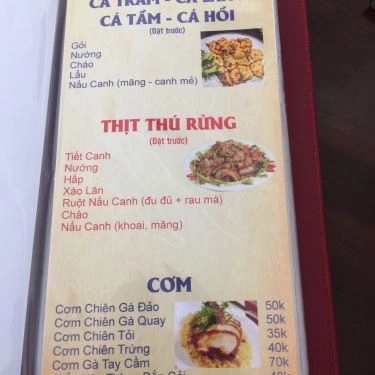 CÁ TRẮM -
CÁ TẦM - CÁ HỒI
(Đặt trước)
Gỏi
Nướng
Cháo
Lẩu
Nấu Canh (măng - canh mẻ)
THỊT THÚ RỪNG
(Đặt trước)
Tiết Canh
Nướng
Hấp
Xào Lăn
Ruột Nấu Canh (đu đủ + rau má)
Cháo
Nấu Canh (khoai, măng)
CƠM
Cơm Chiên Gà Đảo 50k
Cơm Chiên Gà Quay 50k
Cơm Chiên Tỏi 35k
Cơm Chiên Trứng 40k
Cơm Gà Tay Cầm 70k
40k